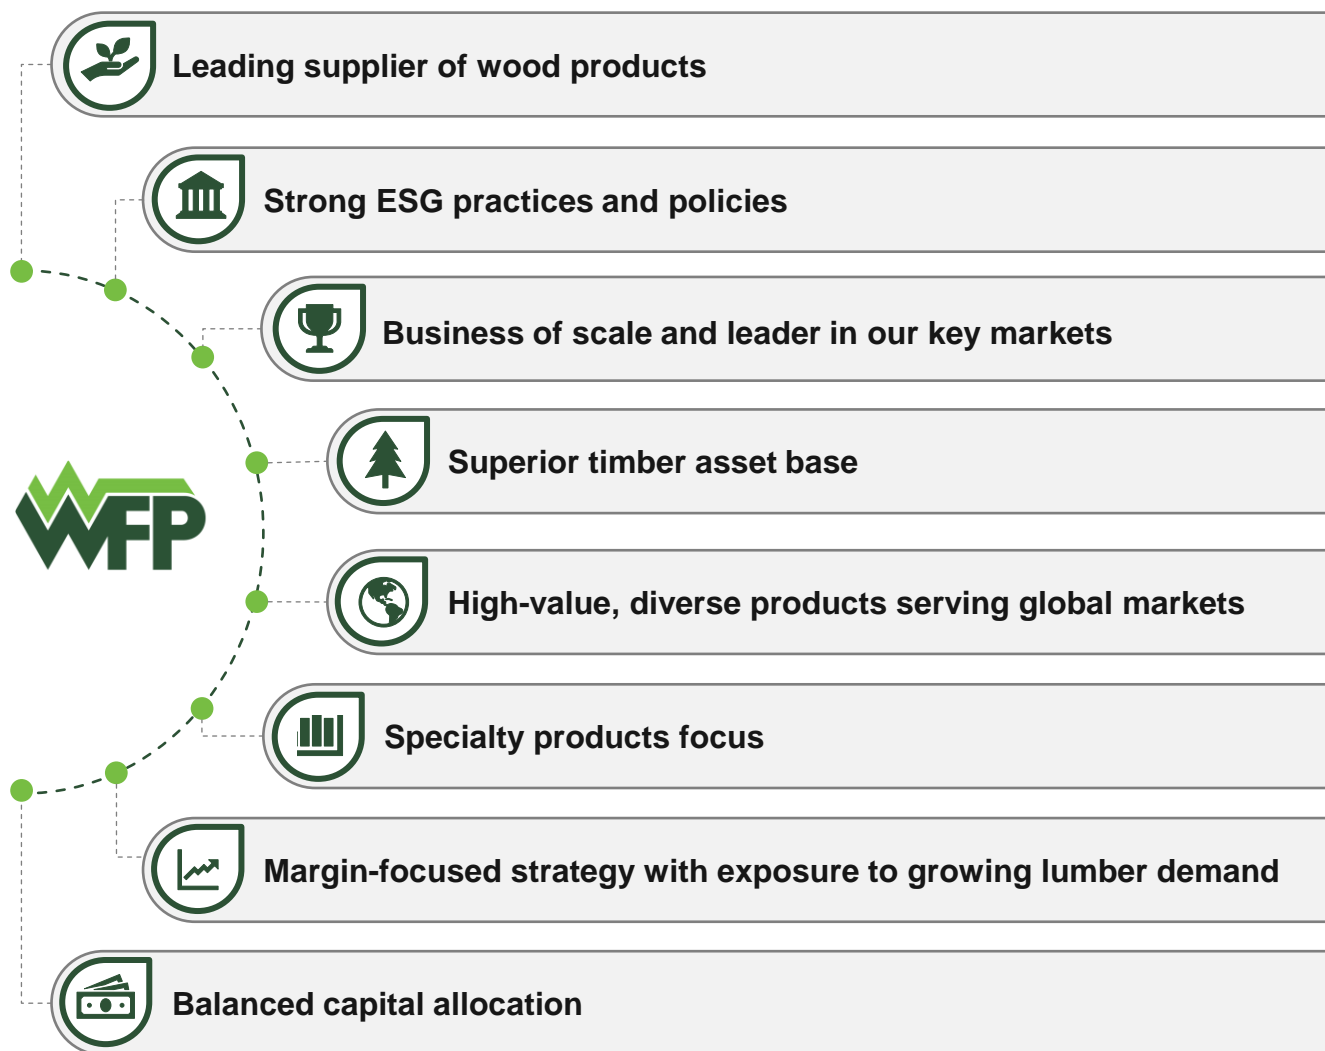 Leading supplier of wood products
Strong ESG practices and policies
Business of scale and leader in our key markets
Superior timber asset base
WFP
High-value, diverse products serving global markets
Specialty products focus
Margin-focused strategy with exposure to growing lumber demand
Balanced capital allocation